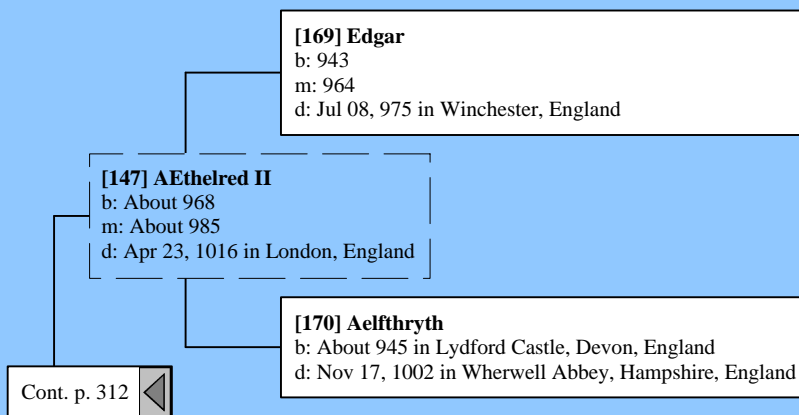 [169] Edgar
b: 943
m: 964
d: Jul 08, 975 in Winchester, England
[147] AEthelred II
b: About 968
m: About 985
d: Apr 23, 1016 in London, England
[170] Aelfthryth
b: About 945 in Lydford Castle, Devon, England
d: Nov 17, 1002 in Wherwell Abbey, Hampshire, England
Cont. p. 312